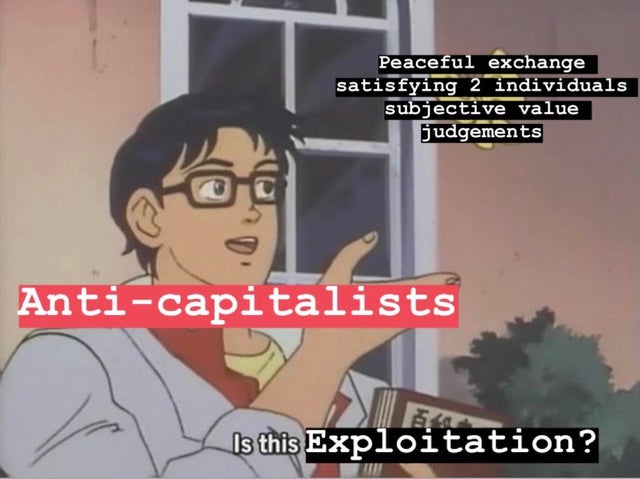 Peaceful exchange
satisfying 2 individuals
subjective value
judgements
Anti-capitalists
Is this Exploitation?